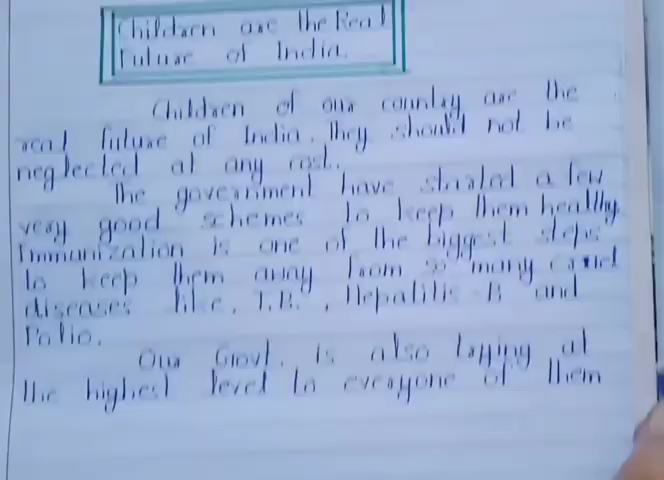 Children are the Real
Future of India.
Children of our country are the
real future of India. They should not be
neglected at any cost.
The government have started a few
very good schemes to keep them healthy.
Immunization is one of the biggest steps
to keep them away from so many cruel
diseases like, T.B., Hepatitis-B and
Polio.
Our Govt. is also trying at
the highest level to everyone of them